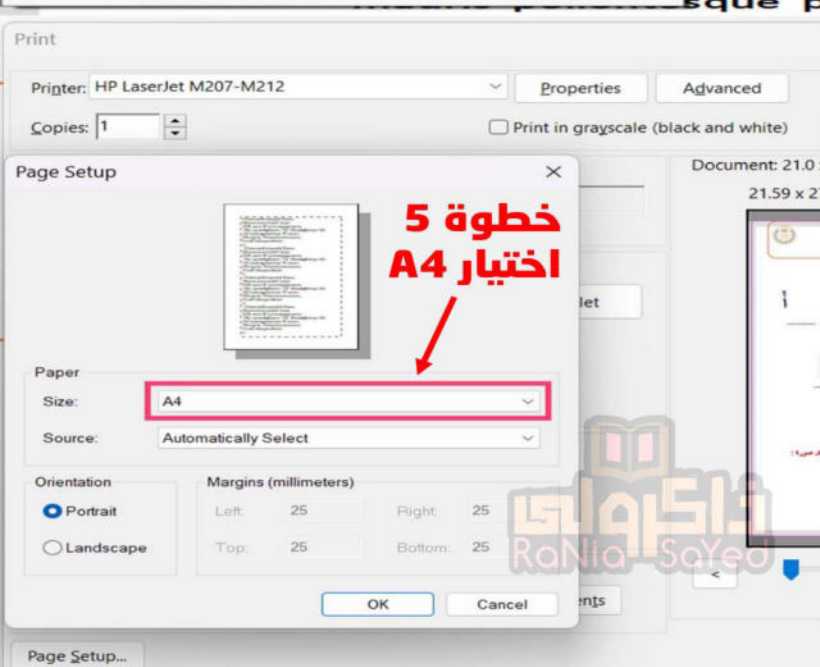 Print
Printer: HP LaserJet M207-M212
Properties
Advanced
Copies: 1
Print in grayscale (black and white)
Page Setup
Document: 21.0
21.59 x 2
خطوة 5
اختيار A4
أ
Paper
Size: A4
Source: Automatically Select
Orientation
Portrait
Landscape
Margins (millimeters)
Left: 25
Right: 25
Top: 25
Bottom: 25
ذاكرولي
RaNia SaYed
<
OK
Cancel
Page Setup...